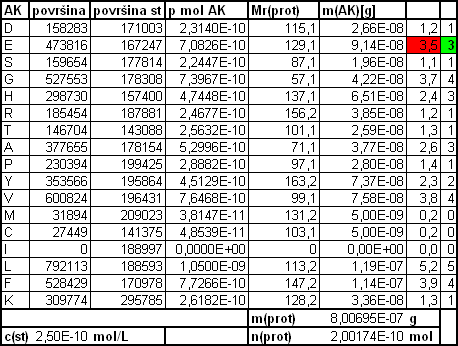 AK površina površina st p mol AK Mr(prot) m(AK)[g]
D 158283 171003 2,3140E-10 115,1 2,66E-08 1,2 1
E 473816 167247 7,0826E-10 129,1 9,14E-08 3,5 3
S 159654 177814 2,2447E-10 87,1 1,96E-08 1,1 1
G 527553 178308 7,3967E-10 57,1 4,22E-08 3,7 4
H 298730 157400 4,7448E-10 137,1 6,51E-08 2,4 3
R 185454 187881 2,4677E-10 156,2 3,85E-08 1,2 1
T 146704 143088 2,5632E-10 101,1 2,59E-08 1,3 1
A 377655 178154 5,2996E-10 71,1 3,77E-08 2,6 3
P 230394 199425 2,8882E-10 97,1 2,80E-08 1,4 1
Y 353566 195864 4,5129E-10 163,2 7,37E-08 2,3 2
V 600824 196431 7,6468E-10 99,1 7,58E-08 3,8 4
M 31894 209023 3,8147E-11 131,2 5,00E-09 0,2 0
C 27449 141375 4,8539E-11 103,1 5,00E-09 0,2 0
I 0 188997 0,0000E+00 0 0,00E+00 0,0 0
L 792113 188593 1,0500E-09 113,2 1,19E-07 5,2 5
F 528429 170978 7,7266E-10 147,2 1,14E-07 3,9 4
K 309774 295785 2,6182E-10 128,2 3,36E-08 1,3 1
m(prot) 8,00695E-07 g
c(st) 2,50E-10 mol/L n(prot) 2,00174E-10 mol